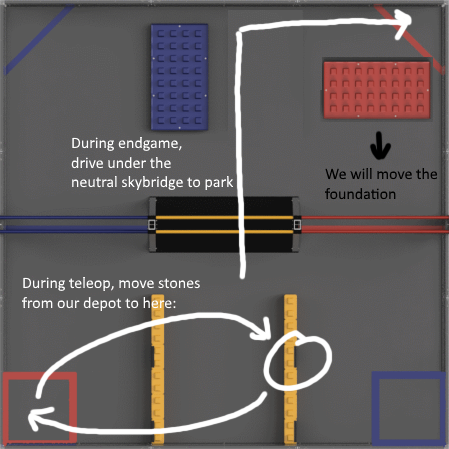 During endgame,
drive under the
neutral skybridge to park
We will move the
foundation
During teleop, move stones
from our depot to here: